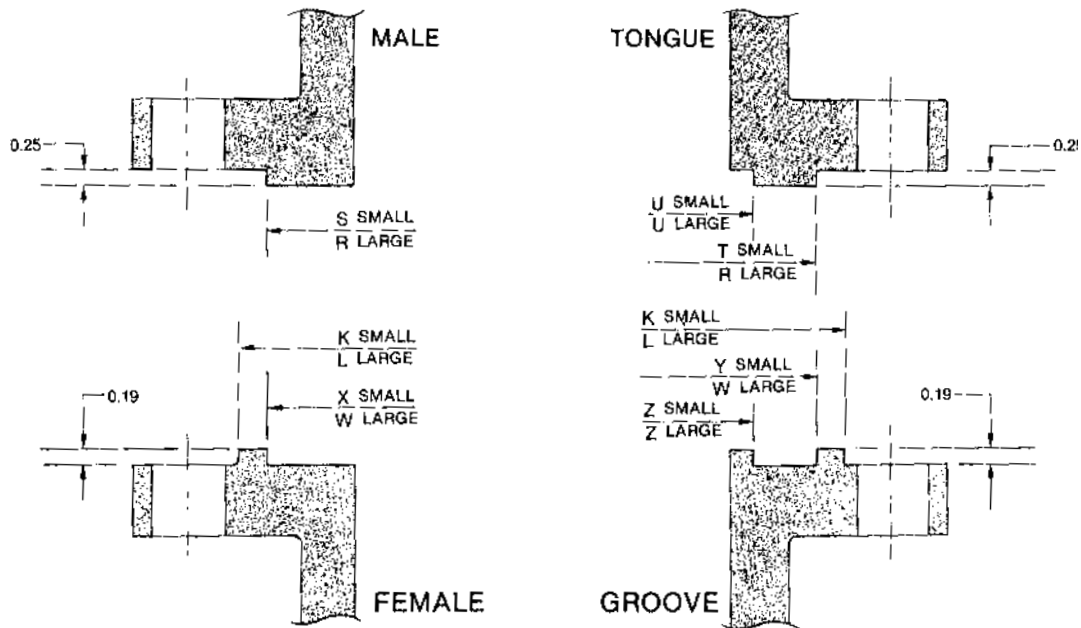 MALE
TONGUE
0.25
0.25
S SMALL
R LARGE
U SMALL
U LARGE
T SMALL
R LARGE
K SMALL
L LARGE
K SMALL
L LARGE
X SMALL
W LARGE
Y SMALL
W LARGE
Z SMALL
Z LARGE
0.19
0.19
FEMALE
GROOVE